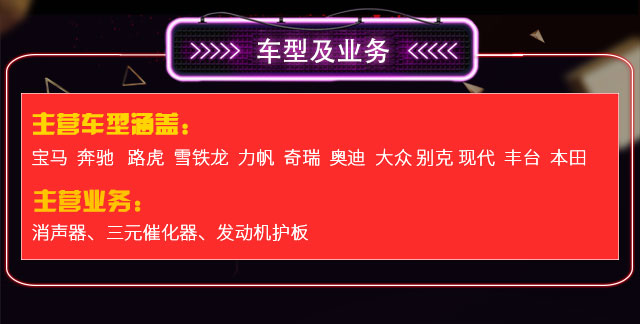 车型及业务
主营车型涵盖：
宝马 奔驰 路虎 雪铁龙 力帆 奇瑞 奥迪 大众 别克 现代 丰台 本田
主营业务：
消声器、三元催化器、发动机护板